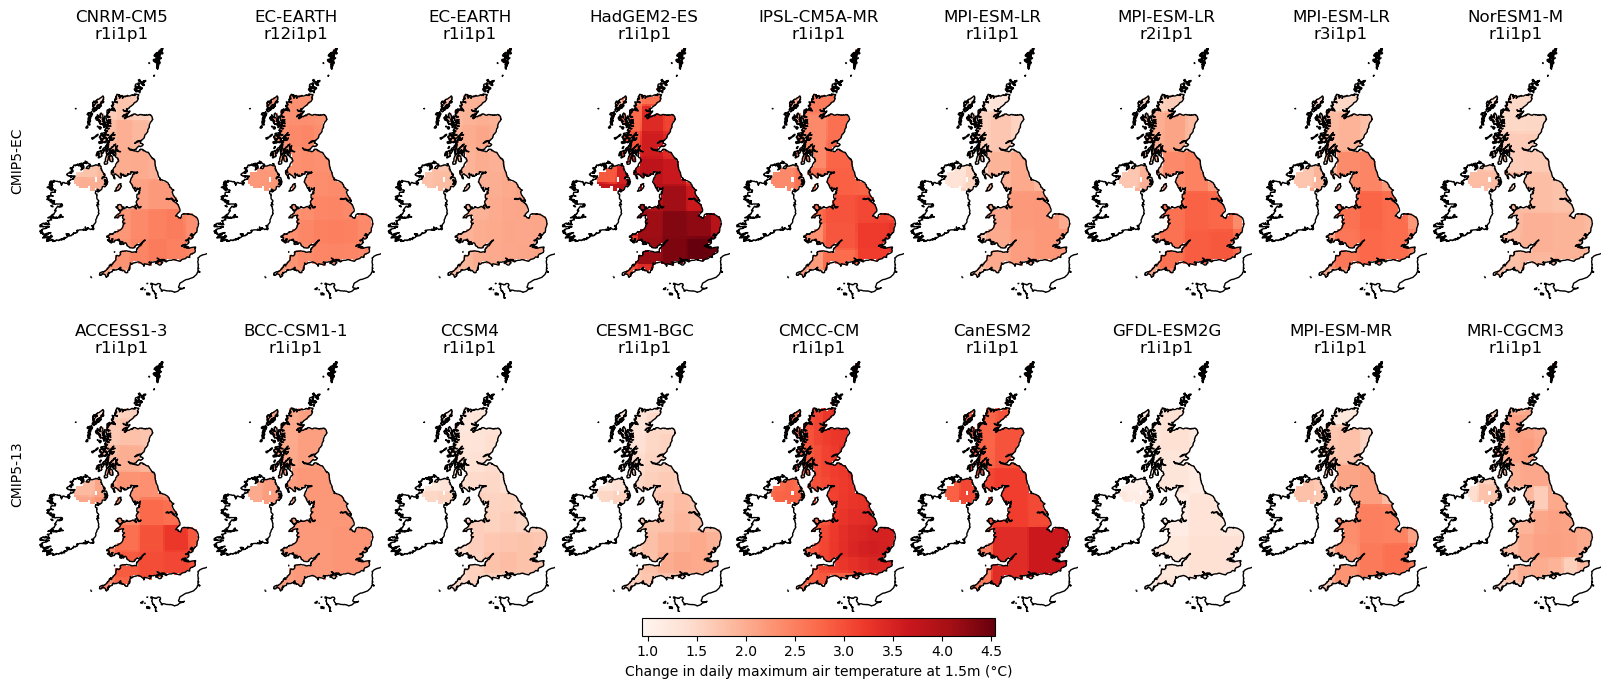 CNRM-CM5 EC-EARTH EC-EARTH HadGEM2-ES IPSL-CM5A-MR MPI-ESM-LR MPI-ESM-LR MPI-ESM-LR NorESM1-M
r1i1p1 r12i1p1 r1i1p1 r1i1p1 r1i1p1 r1i1p1 r2i1p1 r3i1p1 r1i1p1
CMIP5-EC
ACCESS1-3 BCC-CSM1-1 CCSM4 CESM1-BGC CMCC-CM CanESM2 GFDL-ESM2G MPI-ESM-MR MRI-CGCM3
r1i1p1 r1i1p1 r1i1p1 r1i1p1 r1i1p1 r1i1p1 r1i1p1 r1i1p1 r1i1p1
CMIP5-13
1.0 1.5 2.0 2.5 3.0 3.5 4.0 4.5
Change in daily maximum air temperature at 1.5m (°C)